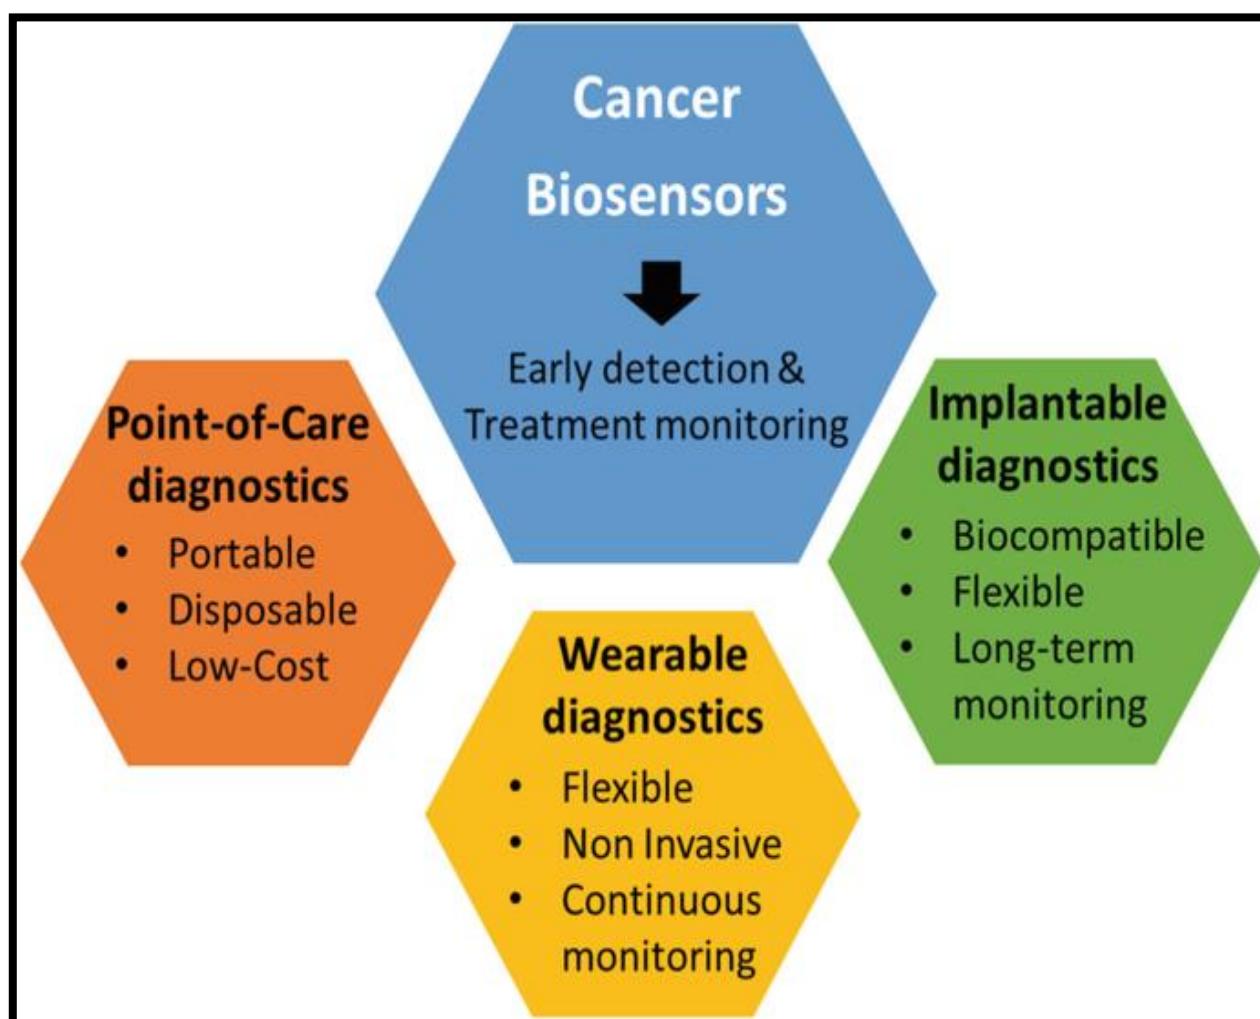 Cancer
Biosensors
Early detection &
Treatment monitoring
Point-of-Care
diagnostics
• Portable
• Disposable
• Low-Cost
Wearable
diagnostics
• Flexible
• Non Invasive
• Continuous
monitoring
Implantable
diagnostics
• Biocompatible
• Flexible
• Long-term
monitoring